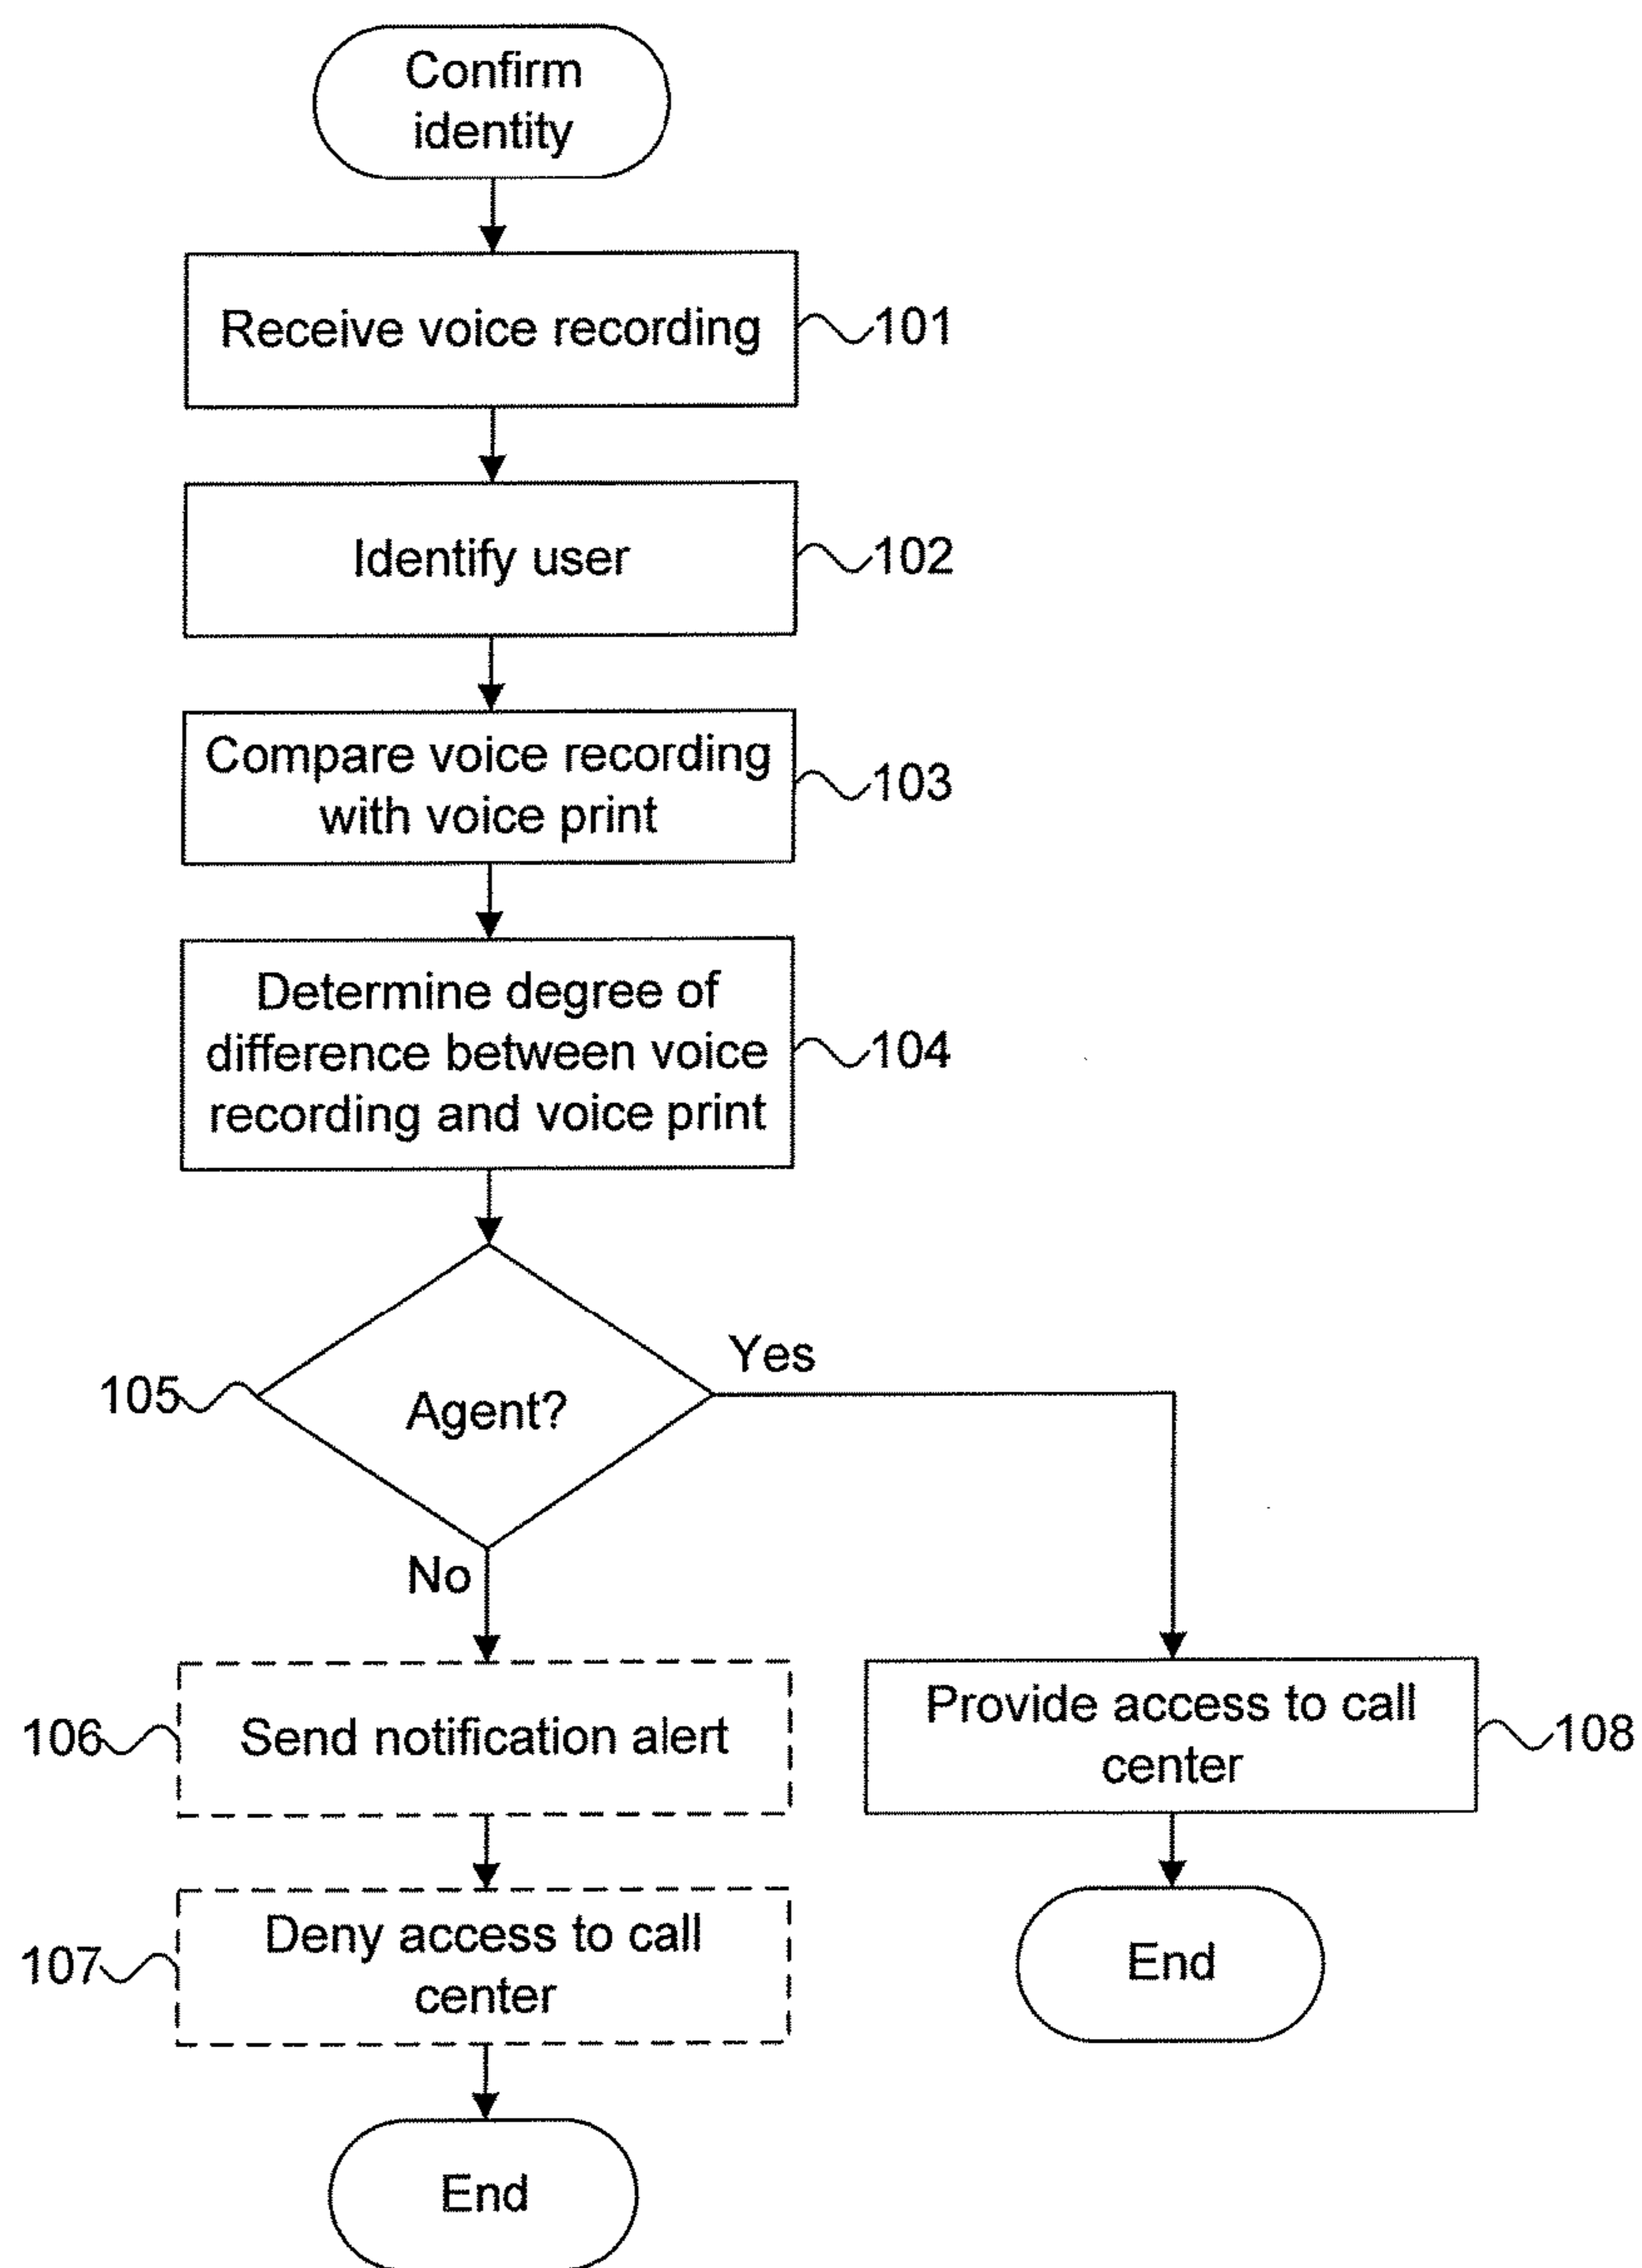 Confirm
identity
Receive voice recording
101
Identify user
102
Compare voice recording
with voice print
103
Determine degree of
difference between voice
recording and voice print
104
105
Agent?
Yes
No
106
Send notification alert
Provide access to call
center
108
107
Deny access to call
center
End
End